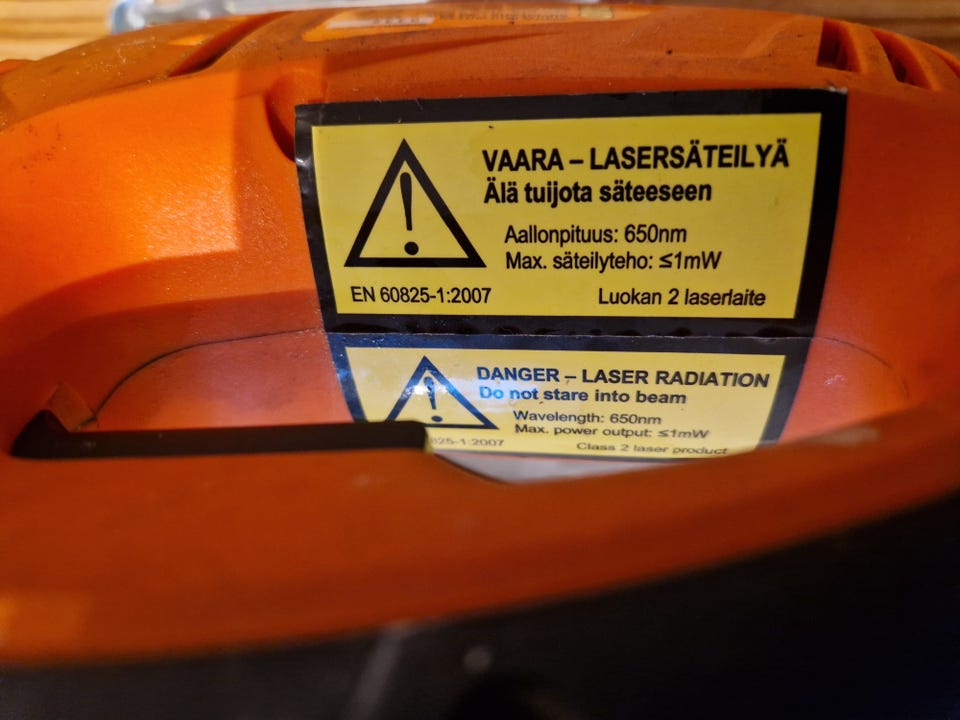 VAARA – LASERSÄTEILYÄ
Älä tuijota säteeseen
Aallonpituus: 650nm
Max. säteilyteho: ≤1mW
EN 60825-1:2007
Luokan 2 laserlaite
DANGER – LASER RADIATION
Do not stare into beam
Wavelength: 650nm
Max. power output: ≤1mW
825-1:2007
Class 2 laser product